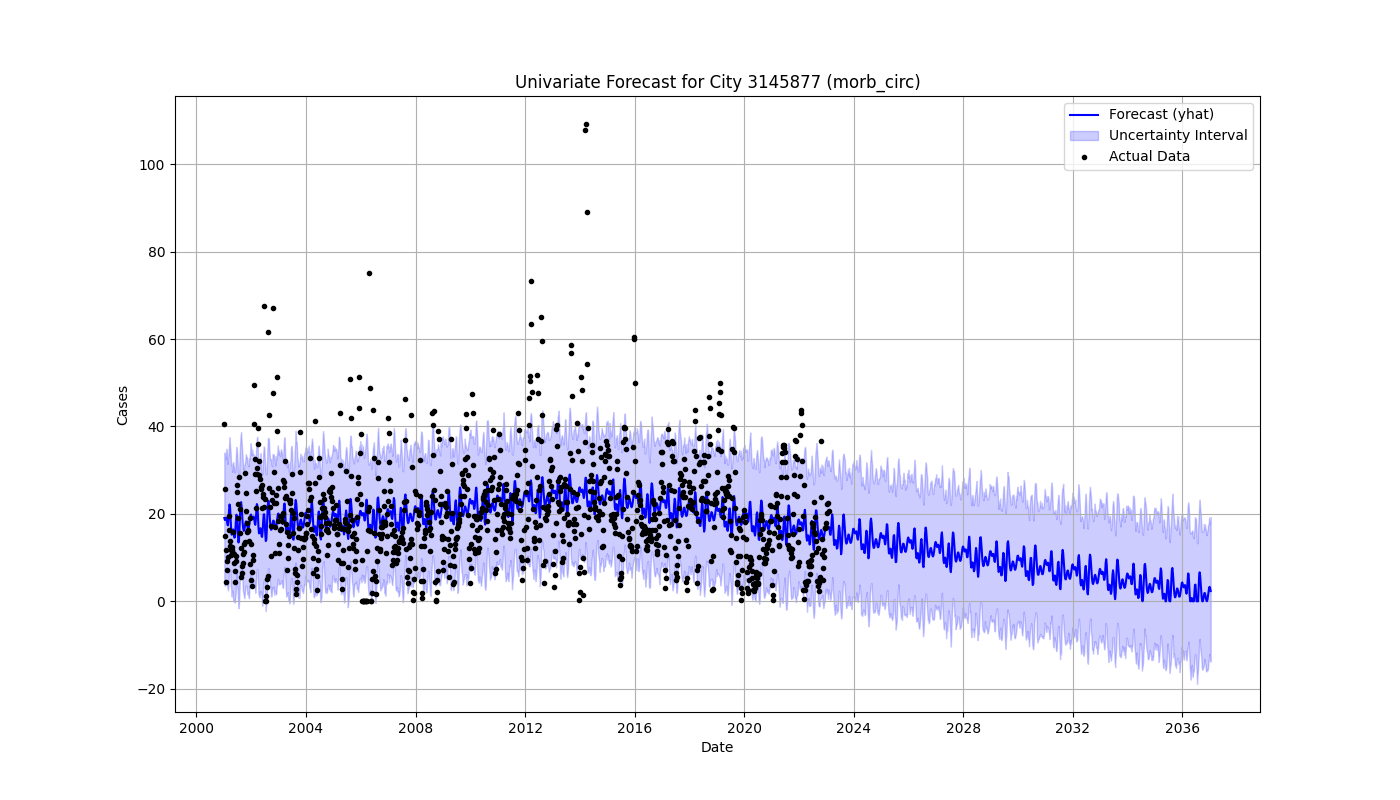 Univariate Forecast for City 3145877 (morb_circ)
Forecast (yhat)
Uncertainty Interval
Actual Data
Cases
100
80
60
40
20
0
−20
2000 2004 2008 2012 2016 2020 2024 2028 2032 2036
Date